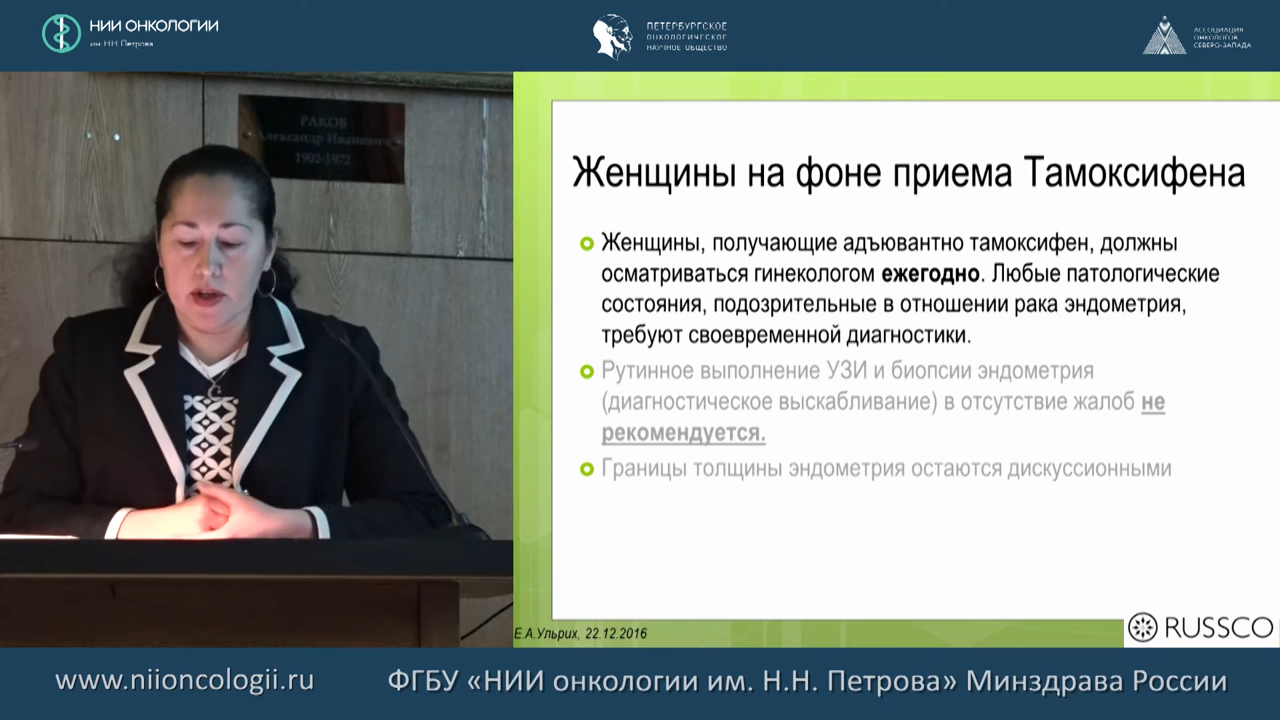 НИИ ОНКОЛОГИИ
им. Н.Н. Петрова
ПЕТЕРБУРГСКОЕ
ОНКОЛОГИЧЕСКОЕ
НАУЧНОЕ ОБЩЕСТВО
АССОЦИАЦИЯ
ОНКОЛОГОВ
СЕВЕРО-ЗАПАДА
РАКОВ
Александр Иванович
1902-1972
Женщины на фоне приема Тамоксифена
Женщины, получающие адъювантно тамоксифен, должны
осматриваться гинекологом ежегодно. Любые патологические
состояния, подозрительные в отношении рака эндометрия,
требуют своевременной диагностики.
Рутинное выполнение УЗИ и биопсии эндометрия
(диагностическое выскабливание) в отсутствие жалоб не
рекомендуется.
Границы толщины эндометрия остаются дискуссионными
Е.А.Ульрих, 22.12.2016
RUSSCO
www.niioncologii.ru
ФГБУ «НИИ онкологии им. Н.Н. Петрова» Минздрава России